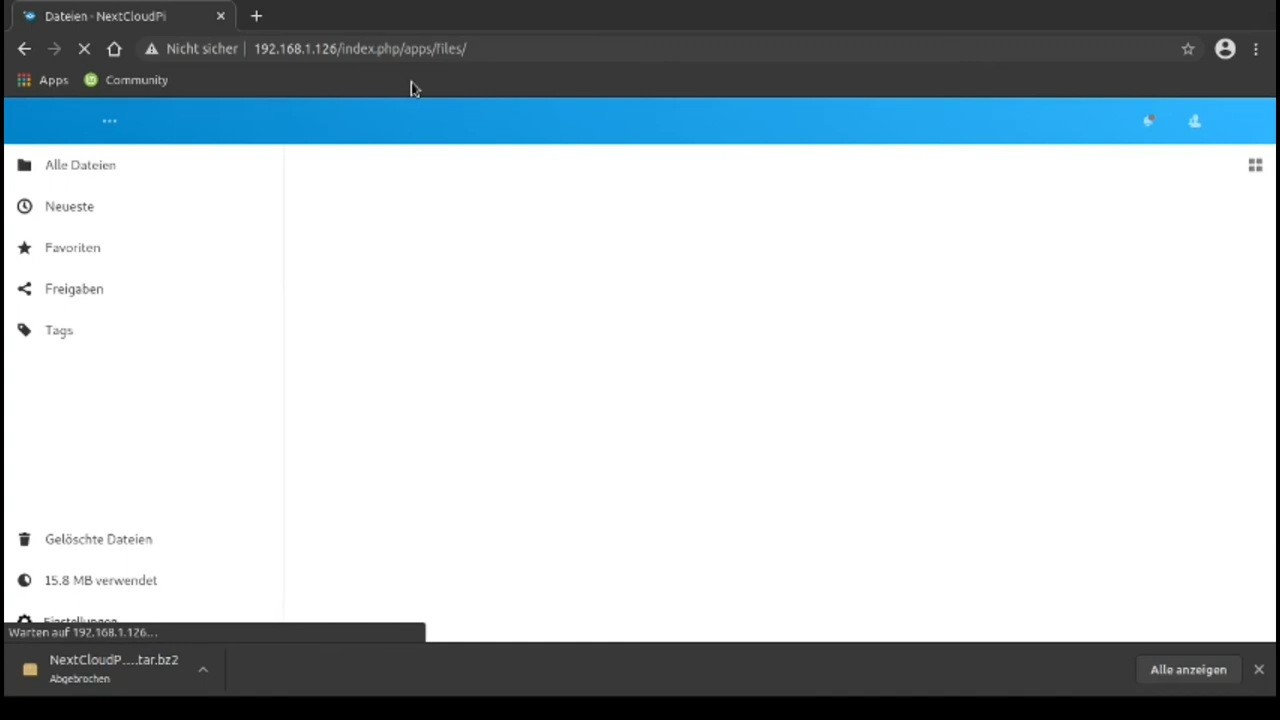 Dateien - NextCloudPi
Nicht sicher | 192.168.1.126/index.php/apps/files/
Apps Community
Alle Dateien
Neueste
Favoriten
Freigaben
Tags
Gelöschte Dateien
15.8 MB verwendet
Einstellungen
Warten auf 192.168.1.126...
NextCloudP....tar.bz2
Abgebrochen
Alle anzeigen